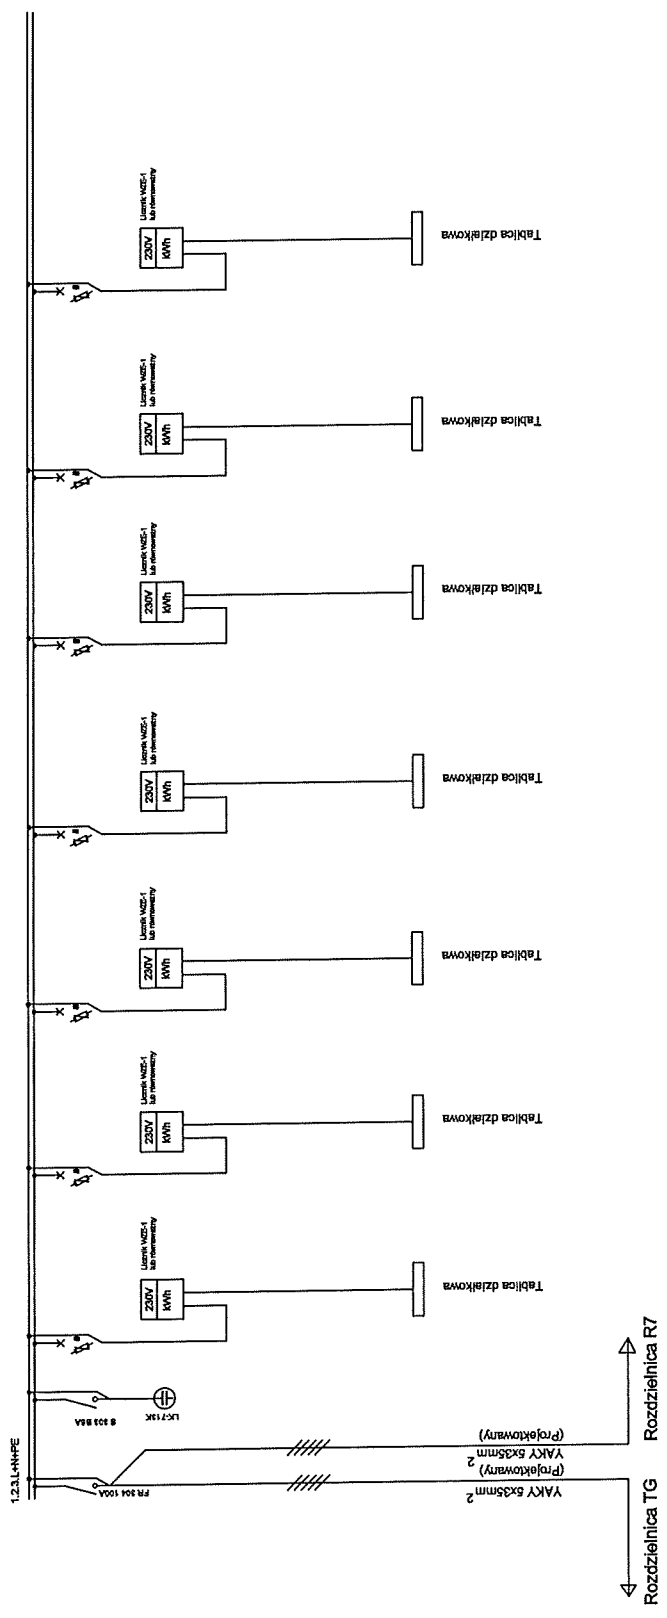 1.2.3.L+N+PE
FR 304 100A
S 303 B6A
LK-713K
Licznik WZE-1
lub równoważny
230V
kWh
Tablica działkowa
Licznik WZE-1
lub równoważny
230V
kWh
Tablica działkowa
Licznik WZE-1
lub równoważny
230V
kWh
Tablica działkowa
Licznik WZE-1
lub równoważny
230V
kWh
Tablica działkowa
Licznik WZE-1
lub równoważny
230V
kWh
Tablica działkowa
Licznik WZE-1
lub równoważny
230V
kWh
Tablica działkowa
Licznik WZE-1
lub równoważny
230V
kWh
Tablica działkowa
YAKY 5x35mm 2
(Projektowany)
YAKY 5x35mm 2
(Projektowany)
Rozdzielnica TG
Rozdzielnica R7